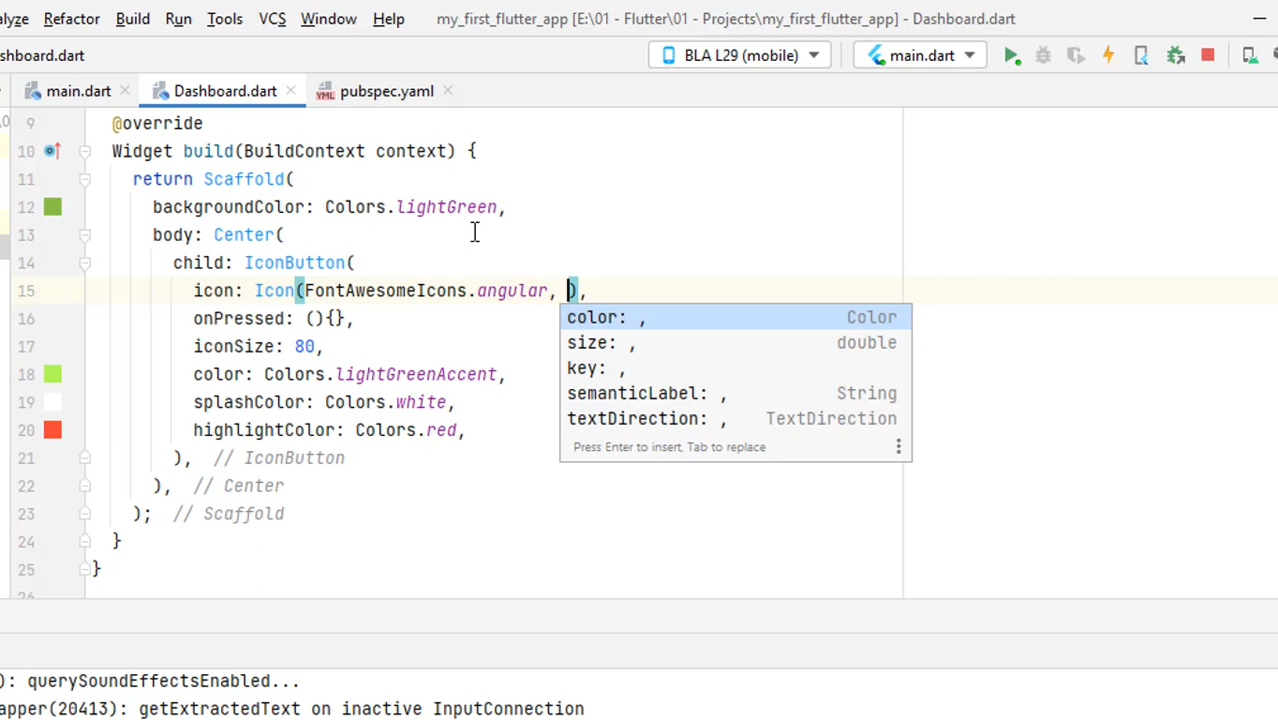 alyze Refactor Build Run Tools VCS Window Help my_first_flutter_app [E:\01 - Flutter\01 - Projects\my_first_flutter_app] - Dashboard.dart
shboard.dart BLA L29 (mobile) main.dart
main.dart Dashboard.dart YML pubspec.yaml
9 @override
10 Widget build(BuildContext context) {
11 return Scaffold(
12 backgroundColor: Colors.lightGreen,
13 body: Center(
14 child: IconButton(
15 icon: Icon(FontAwesomeIcons.angular, ),
16 onPressed: (){},
17 iconSize: 80,
18 color: Colors.lightGreenAccent,
19 splashColor: Colors.white,
20 highlightColor: Colors.red,
21 ), // IconButton
22 ), // Center
23 ); // Scaffold
24 }
25 }
26
color: , Color
size: , double
key: ,
semanticLabel: , String
textDirection: , TextDirection
Press Enter to insert, Tab to replace
): querySoundEffectsEnabled...
apper(20413): getExtractedText on inactive InputConnection